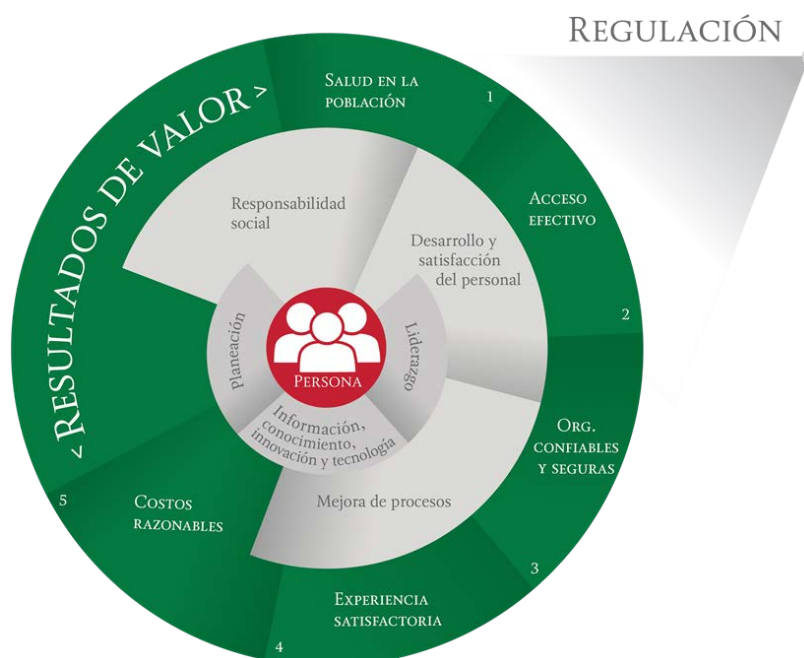 REGULACIÓN
< RESULTADOS DE VALOR >
SALUD EN LA
POBLACIÓN
1
ACCESO
EFECTIVO
2
ORG.
CONFIABLES
Y SEGURAS
3
EXPERIENCIA
SATISFACTORIA
4
COSTOS
RAZONABLES
5
Responsabilidad
social
Desarrollo y
satisfacción
del personal
Mejora de procesos
Planeación
Liderazgo
Información,
conocimiento,
innovación y tecnología
PERSONA